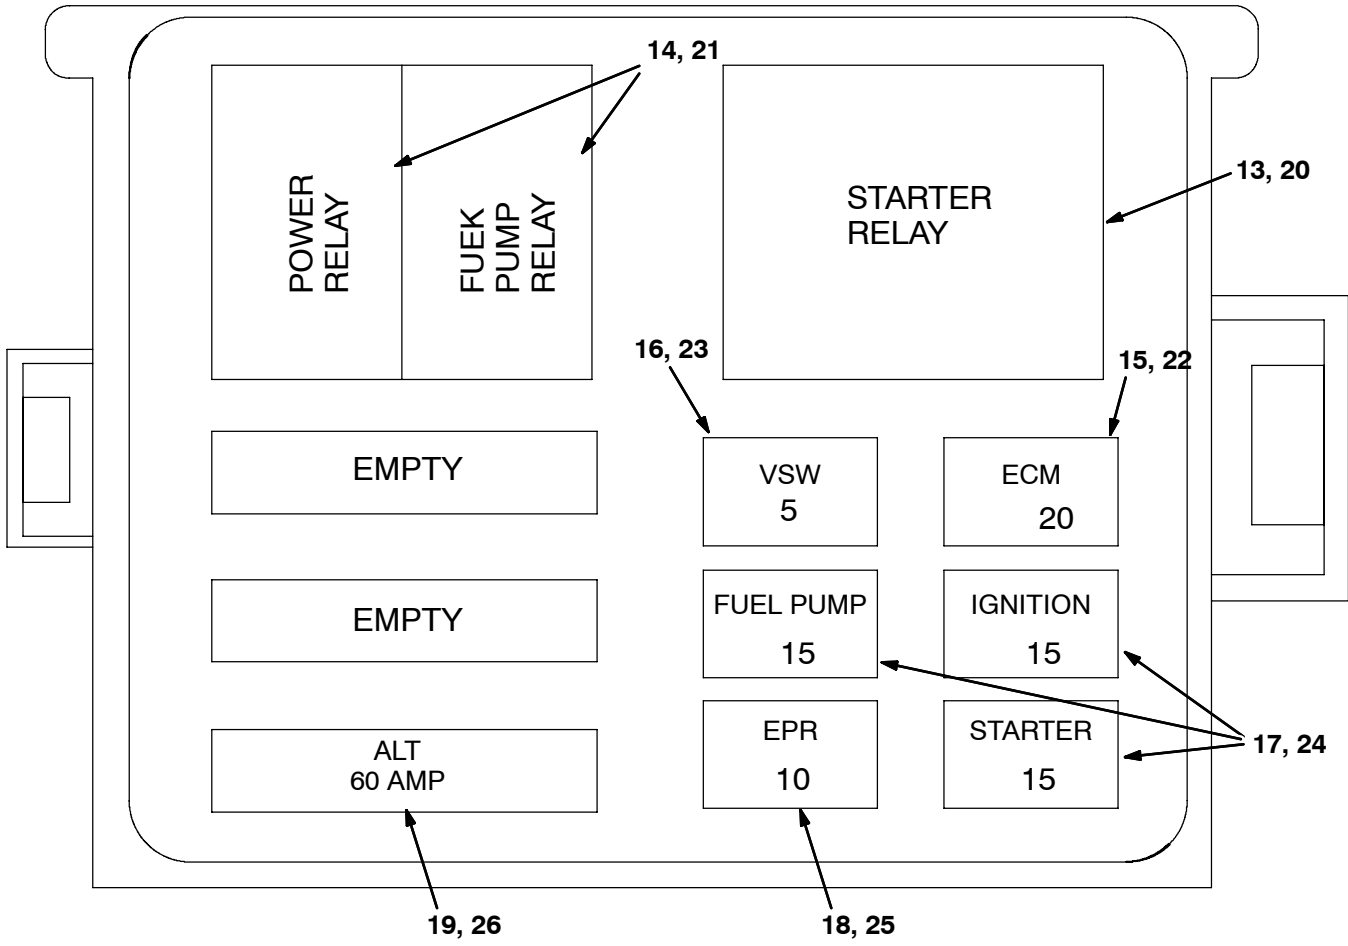 14, 21
13, 20
POWER
RELAY
FUEK
PUMP
RELAY
STARTER
RELAY
16, 23
15, 22
EMPTY
VSW
5
ECM
20
EMPTY
FUEL PUMP
15
IGNITION
15
ALT
60 AMP
EPR
10
STARTER
15
17, 24
19, 26
18, 25